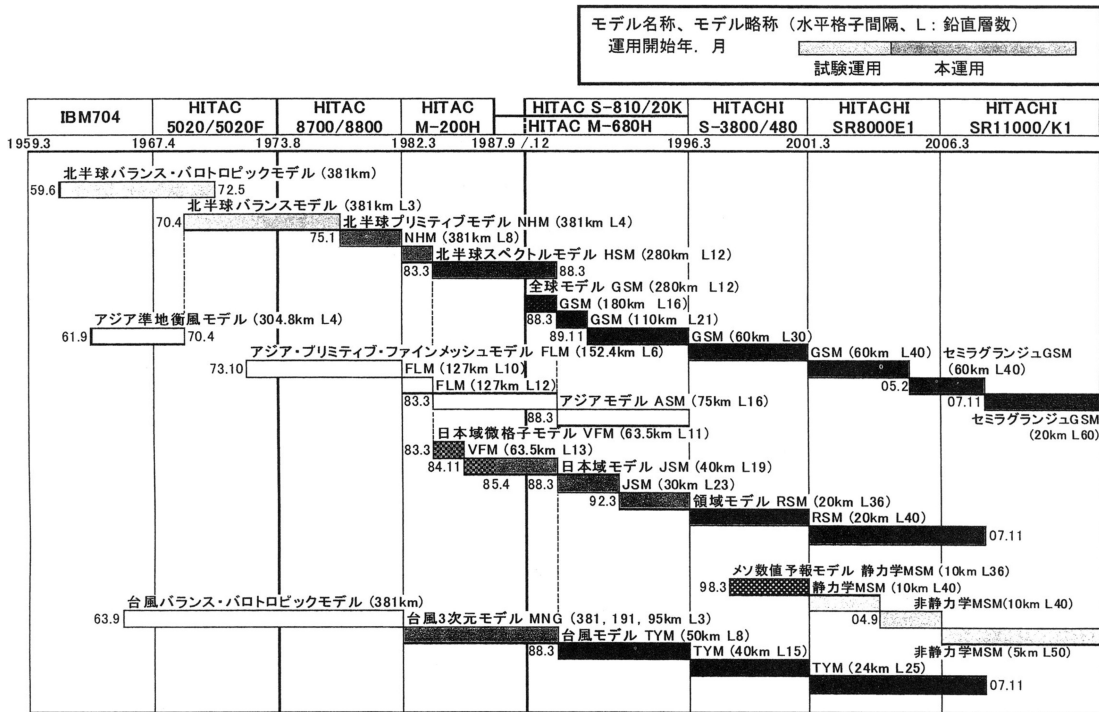 モデル名称、モデル略称（水平格子間隔、L：鉛直層数）
運用開始年．月
試験運用 本運用
IBM704
HITAC
5020/5020F
HITAC
8700/8800
HITAC
M-200H
HITAC S-810/20K
HITAC M-680H
HITACHI
S-3800/480
HITACHI
SR8000E1
HITACHI
SR11000/K1
1959.3 1967.4 1973.8 1982.3 1987.9 /.12 1996.3 2001.3 2006.3
北半球バランス・バロトロピックモデル (381km)
59.6 72.5
北半球バランスモデル (381km L3)
70.4 北半球プリミティブモデル NHM (381km L4)
75.1 NHM (381km L8)
北半球スペクトルモデル HSM (280km L12)
83.3 88.3
全球モデル GSM (280km L12)
GSM (180km L16)
88.3 GSM (110km L21)
89.11 GSM (60km L30)
アジア準地衡風モデル (304.8km L4)
61.9 70.4
GSM (60km L40) セミラグランジュGSM
(60km L40)
05.2
07.11 セミラグランジュGSM
(20km L60)
アジア・プリミティブ・ファインメッシュモデル FLM (152.4km L6)
73.10 FLM (127km L10)
FLM (127km L12)
83.3 アジアモデル ASM (75km L16)
88.3
日本域微格子モデル VFM (63.5km L11)
83.3 VFM (63.5km L13)
84.11 日本域モデル JSM (40km L19)
85.4 88.3 JSM (30km L23)
92.3 領域モデル RSM (20km L36)
RSM (20km L40)
07.11
メソ数値予報モデル 静力学MSM (10km L36)
98.3 静力学MSM (10km L40)
非静力学MSM(10km L40)
04.9
非静力学MSM (5km L50)
台風バランス・バロトロピックモデル (381km)
63.9 台風3次元モデル MNG (381, 191, 95km L3)
台風モデル TYM (50km L8)
88.3 TYM (40km L15)
TYM (24km L25)
07.11